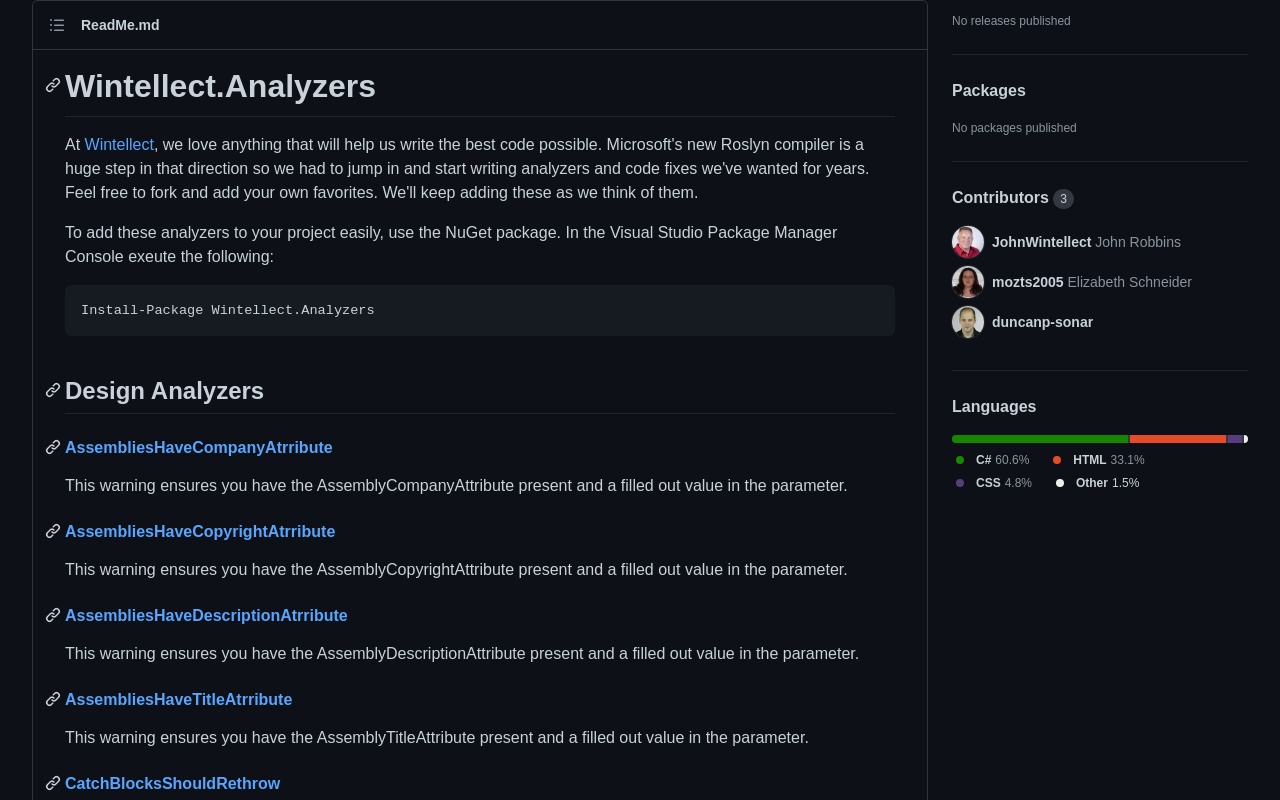 ReadMe.md
Wintellect.Analyzers
At Wintellect, we love anything that will help us write the best code possible. Microsoft's new Roslyn compiler is a
huge step in that direction so we had to jump in and start writing analyzers and code fixes we've wanted for years.
Feel free to fork and add your own favorites. We'll keep adding these as we think of them.
To add these analyzers to your project easily, use the NuGet package. In the Visual Studio Package Manager
Console exeute the following:
Install-Package Wintellect.Analyzers
Design Analyzers
AssembliesHaveCompanyAtrribute
This warning ensures you have the AssemblyCompanyAttribute present and a filled out value in the parameter.
AssembliesHaveCopyrightAtrribute
This warning ensures you have the AssemblyCopyrightAttribute present and a filled out value in the parameter.
AssembliesHaveDescriptionAtrribute
This warning ensures you have the AssemblyDescriptionAttribute present and a filled out value in the parameter.
AssembliesHaveTitleAtrribute
This warning ensures you have the AssemblyTitleAttribute present and a filled out value in the parameter.
CatchBlocksShouldRethrow
No releases published
Packages
No packages published
Contributors 3
JohnWintellect John Robbins
mozts2005 Elizabeth Schneider
duncanp-sonar
Languages
C# 60.6% HTML 33.1%
CSS 4.8% Other 1.5%